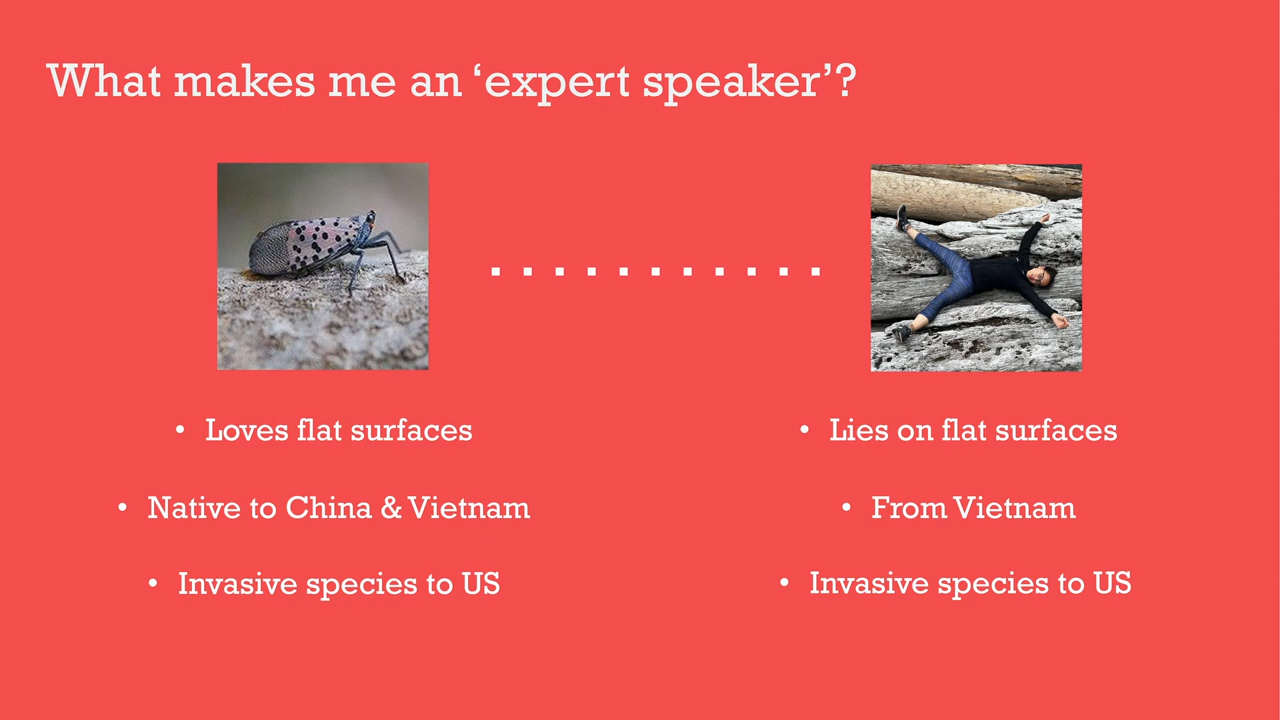 What makes me an ‘expert speaker’?
• Loves flat surfaces
• Native to China & Vietnam
• Invasive species to US
• Lies on flat surfaces
• From Vietnam
• Invasive species to US